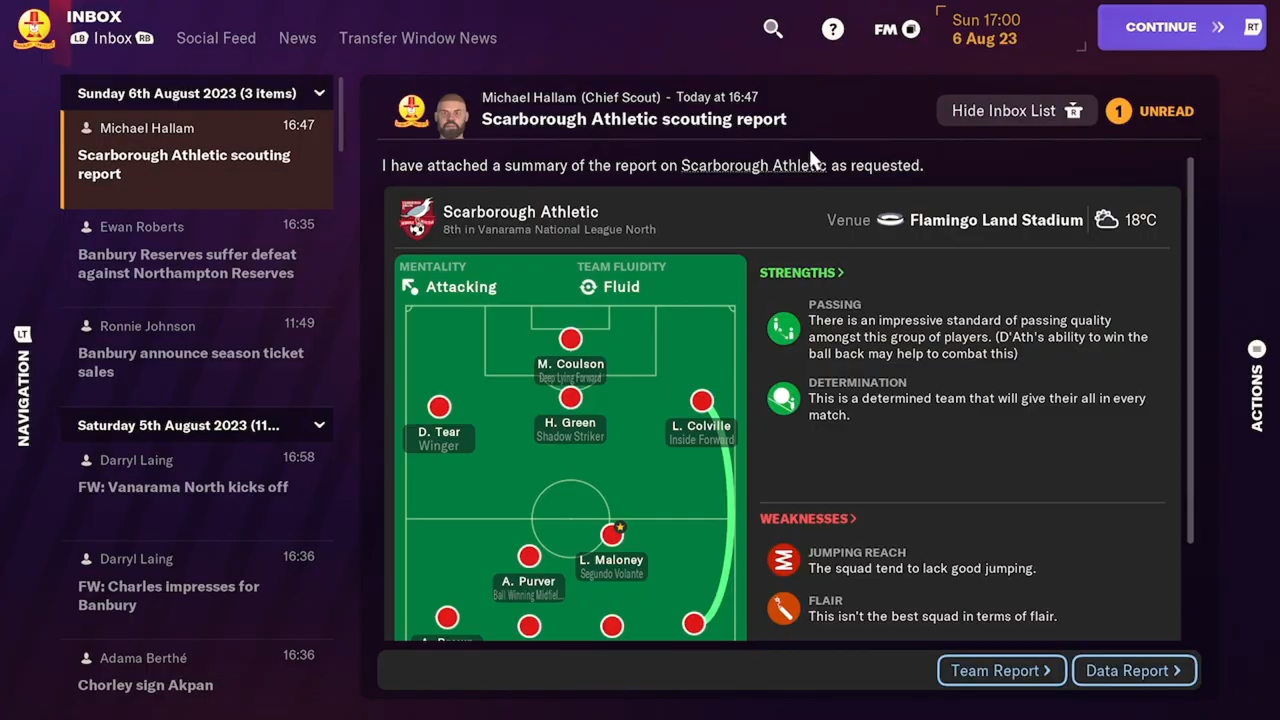 INBOX
LB Inbox RB
Social Feed
News
Transfer Window News
?
FM
Sun 17:00
6 Aug 23
CONTINUE
RT
Sunday 6th August 2023 (3 items)
Michael Hallam
16:47
Scarborough Athletic scouting
report
Ewan Roberts
16:35
Banbury Reserves suffer defeat
against Northampton Reserves
Ronnie Johnson
11:49
Banbury announce season ticket
sales
Saturday 5th August 2023 (11...
Darryl Laing
16:58
FW: Vanarama North kicks off
Darryl Laing
16:36
FW: Charles impresses for
Banbury
Adama Berthé
16:36
Chorley sign Akpan
LT
NAVIGATION
Michael Hallam (Chief Scout) - Today at 16:47
Scarborough Athletic scouting report
Hide Inbox List
R
1 UNREAD
I have attached a summary of the report on Scarborough Athletic as requested.
Scarborough Athletic
8th in Vanarama National League North
Venue
Flamingo Land Stadium
18°C
MENTALITY
Attacking
TEAM FLUIDITY
Fluid
M. Coulson
Deep Lying Forward
D. Tear
Winger
H. Green
Shadow Striker
L. Colville
Inside Forward
L. Maloney
Segundo Volante
A. Purver
Ball Winning Midfiel...
STRENGTHS
PASSING
There is an impressive standard of passing quality
amongst this group of players. (D'Ath's ability to win the
ball back may help to combat this)
DETERMINATION
This is a determined team that will give their all in every
match.
WEAKNESSES
JUMPING REACH
The squad tend to lack good jumping.
FLAIR
This isn't the best squad in terms of flair.
Team Report
Data Report
ACTIONS